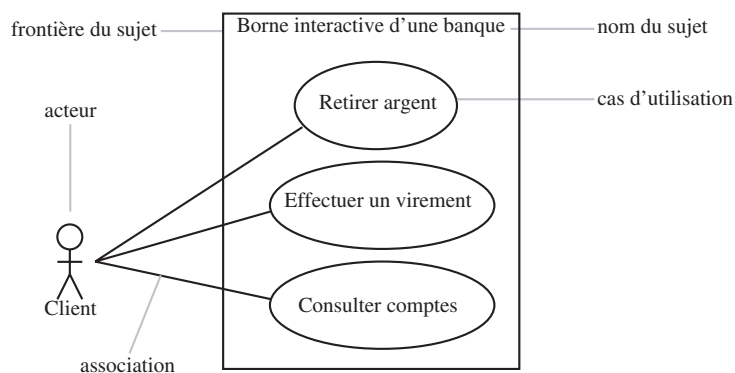 frontière du sujet
Borne interactive d’une banque
nom du sujet
Retirer argent
cas d’utilisation
acteur
Effectuer un virement
Client
Consulter comptes
association